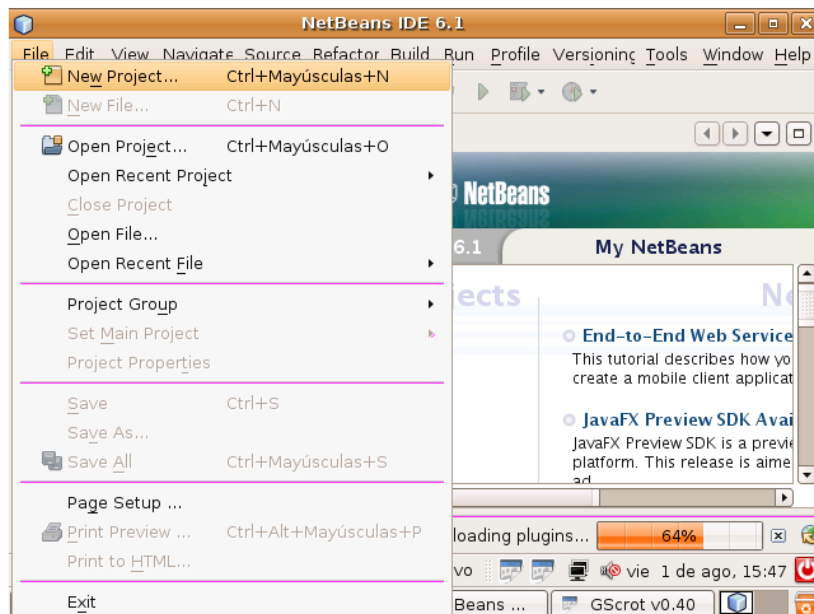 NetBeans IDE 6.1
File Edit View Navigate Source Refactor Build Run Profile Versioning Tools Window Help
New Project... Ctrl+Mayúsculas+N
New File... Ctrl+N
Open Project... Ctrl+Mayúsculas+O
Open Recent Project
Close Project
Open File...
Open Recent File
Project Group
Set Main Project
Project Properties
Save Ctrl+S
Save As...
Save All Ctrl+Mayúsculas+S
Page Setup ...
Print Preview ... Ctrl+Alt+Mayúsculas+P
Print to HTML...
Exit
NetBeans
6.1 My NetBeans
ects Ne
End-to-End Web Service
This tutorial describes how yo
create a mobile client applicat
JavaFX Preview SDK Avai
JavaFX Preview SDK is a previe
platform. This release is aime
ad
loading plugins... 64%
vo vie 1 de ago, 15:47
Beans ... GScrot v0.40